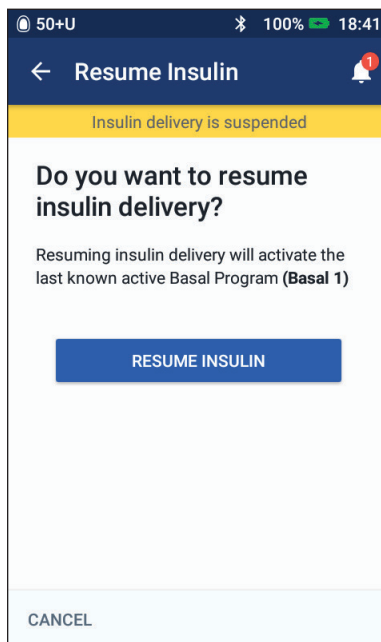 50+U 100% 18:41
Resume Insulin 1
Insulin delivery is suspended
Do you want to resume
insulin delivery?
Resuming insulin delivery will activate the
last known active Basal Program (Basal 1)
RESUME INSULIN
CANCEL